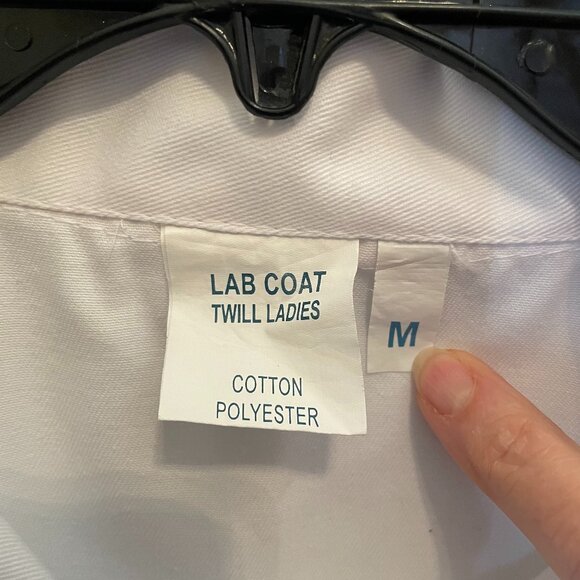 LAB COAT
TWILL LADIES
COTTON
POLYESTER
M